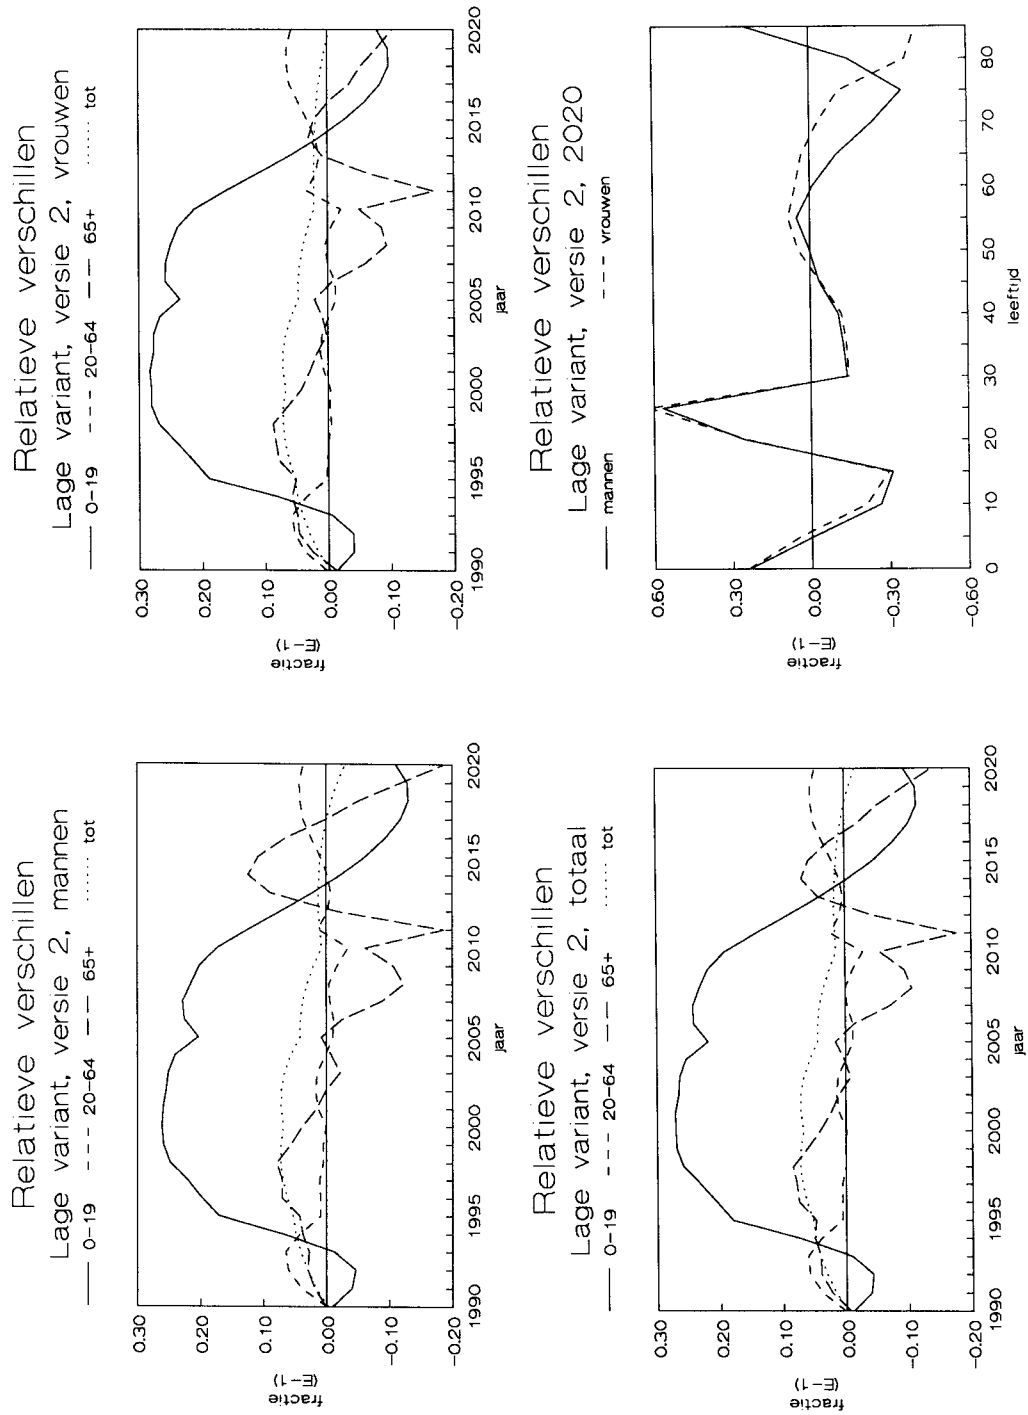 Relatieve verschillen
Lage variant, versie 2, mannen
0-19 20-64 65+ tot
0.30
0.20
0.10
0.00
-0.10
-0.20
fractie
(E-1)
1990 1995 2000 2005 2010 2015 2020
jaar
Relatieve verschillen
Lage variant, versie 2, vrouwen
0-19 20-64 65+ tot
0.30
0.20
0.10
0.00
-0.10
-0.20
fractie
(E-1)
1990 1995 2000 2005 2010 2015 2020
jaar
Relatieve verschillen
Lage variant, versie 2, totaal
0-19 20-64 65+ tot
0.30
0.20
0.10
0.00
-0.10
-0.20
fractie
(E-1)
1990 1995 2000 2005 2010 2015 2020
jaar
Relatieve verschillen
Lage variant, versie 2, 2020
mannen vrouwen
0.60
0.30
0.00
-0.30
-0.60
fractie
(E-1)
0 10 20 30 40 50 60 70 80
leeftijd